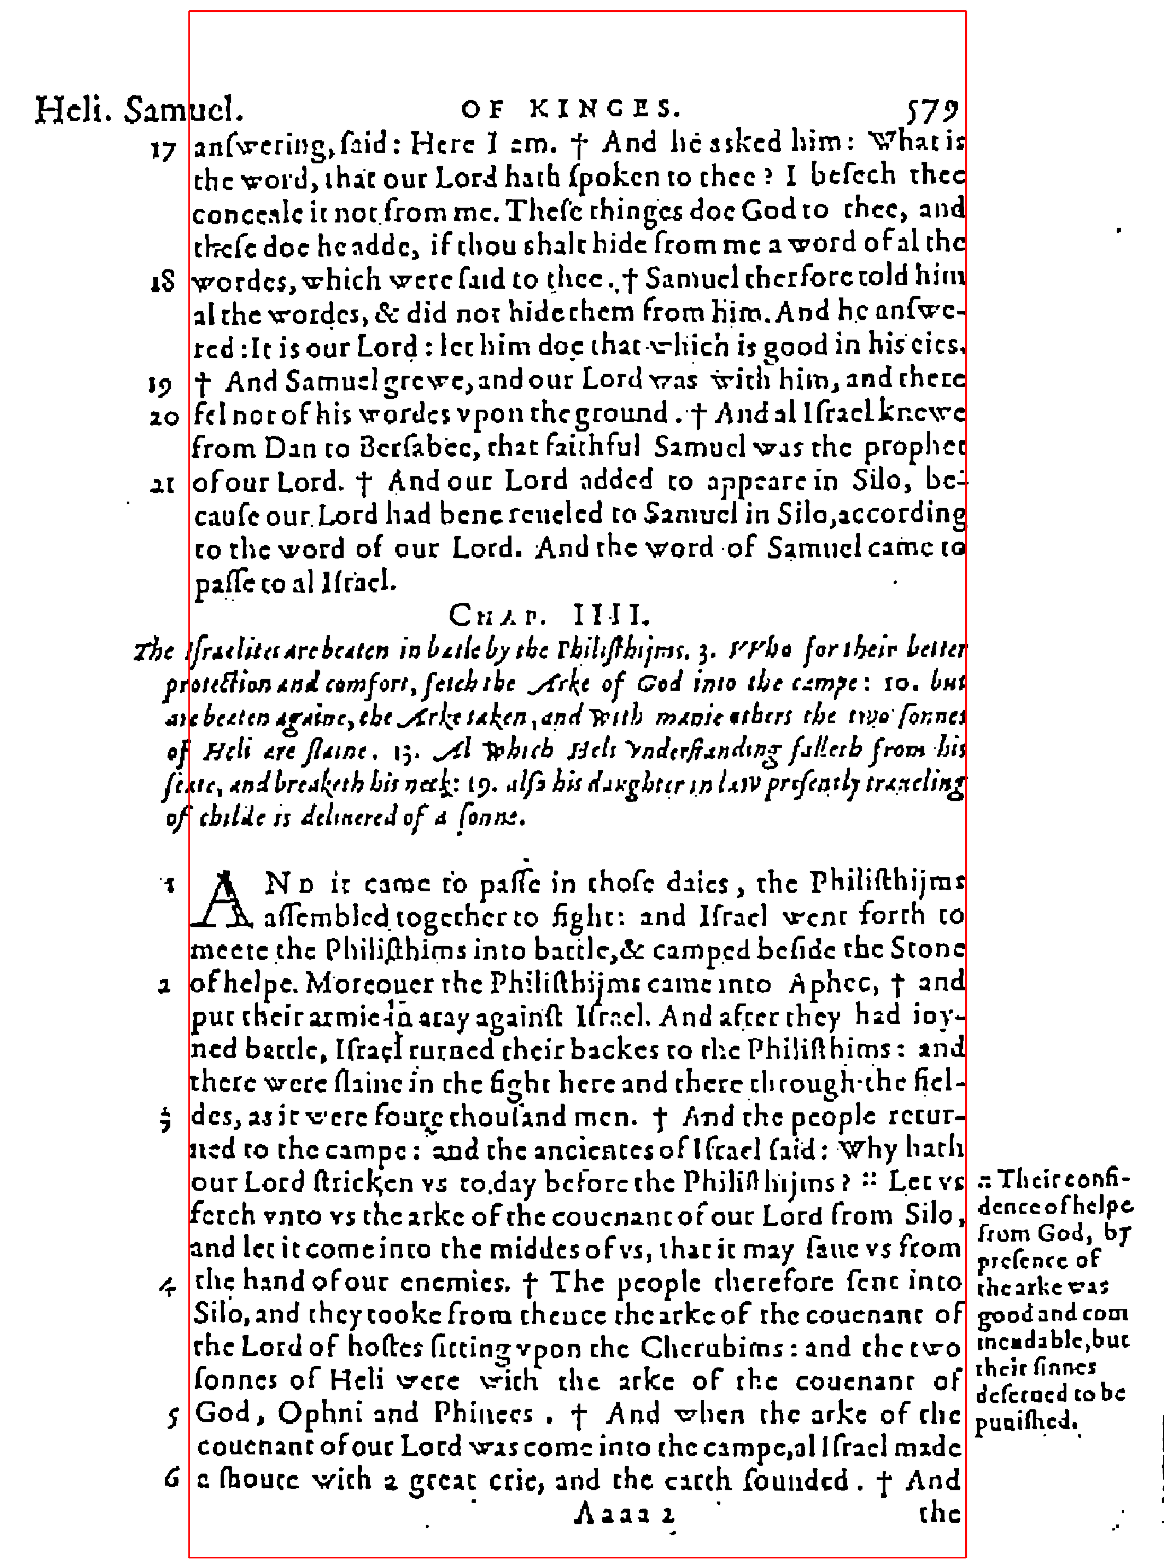 Heli. Samuel. OF KINGES. 579
17 anſwering, ſaid: Here I am. † And he asked him: What is
the word, that our Lord hath ſpoken to thee? I beſech thee
conceale it not from me. Theſe thinges doe God to thee, and
theſe doe he adde, if thou shalt hide from me a word of al the
18 wordes, which were ſaid to thee. † Samuel therfore told him
al the wordes, & did not hide them from him. And he anſwe-
red: It is our Lord: let him doe that which is good in his eies.
19 † And Samuel grewe, and our Lord was with him, and there
20 fel not of his wordes vpon the ground. † And al Iſrael knewe
from Dan to Berſabee, that faithful Samuel was the prophet
21 of our Lord. † And our Lord added to appeare in Silo, be-
cauſe our Lord had bene reueled to Samuel in Silo, according
to the word of our Lord. And the word of Samuel came to
paſſe to al Iſrael.
CHAP. IIII.
The Iſraelites are beaten in batle by the Philiſthijms. 3. VVho for their better
protection and comfort, fetch the Arke of God into the campe: 10. but
are beaten againe, the Arke taken, and with manie others the two ſonnes
of Heli are ſlaine. 13. Al which Heli vnderſtanding falleth from his
ſeate, and breaketh his neck: 19. alſo his daughter in law preſently traueling
of childe is deliuered of a ſonne.
1 AND it came to paſſe in thoſe daies, the Philiſthijms
aſſembled together to fight: and Iſrael went forth to
meete the Philiſthims into battle, & camped beſide the Stone
2 of helpe. Moreouer the Philiſthijms came into Aphec, † and
put their armie in aray againſt Iſrael. And after they had ioy-
ned battle, Iſrael turned their backes to the Philiſthims: and
there were ſlaine in the fight here and there through the fiel-
3 des, as it were foure thouſand men. † And the people retur-
ned to the campe: and the ancientes of Iſrael ſaid: Why hath
our Lord ſtricken vs to day before the Philiſthijms? :: Let vs
fetch vnto vs the arke of the couenant of our Lord from Silo,
and let it come into the middes of vs, that it may ſaue vs from
4 the hand of our enemies. † The people therefore ſent into
Silo, and they tooke from thence the arke of the couenant of
the Lord of hoſtes ſitting vpon the Cherubims: and the two
ſonnes of Heli were with the arke of the couenant of
5 God, Ophni and Phinees. † And when the arke of the
couenant of our Lord was come into the campe, al Iſrael made
6 a ſhoute with a great crie, and the earth ſounded. † And
Aaaa 2 the
:: Their confi-
dence of helpe
from God, by
preſence of
the arke was
good and com
mendable, but
their ſinnes
deſerued to be
puniſhed.